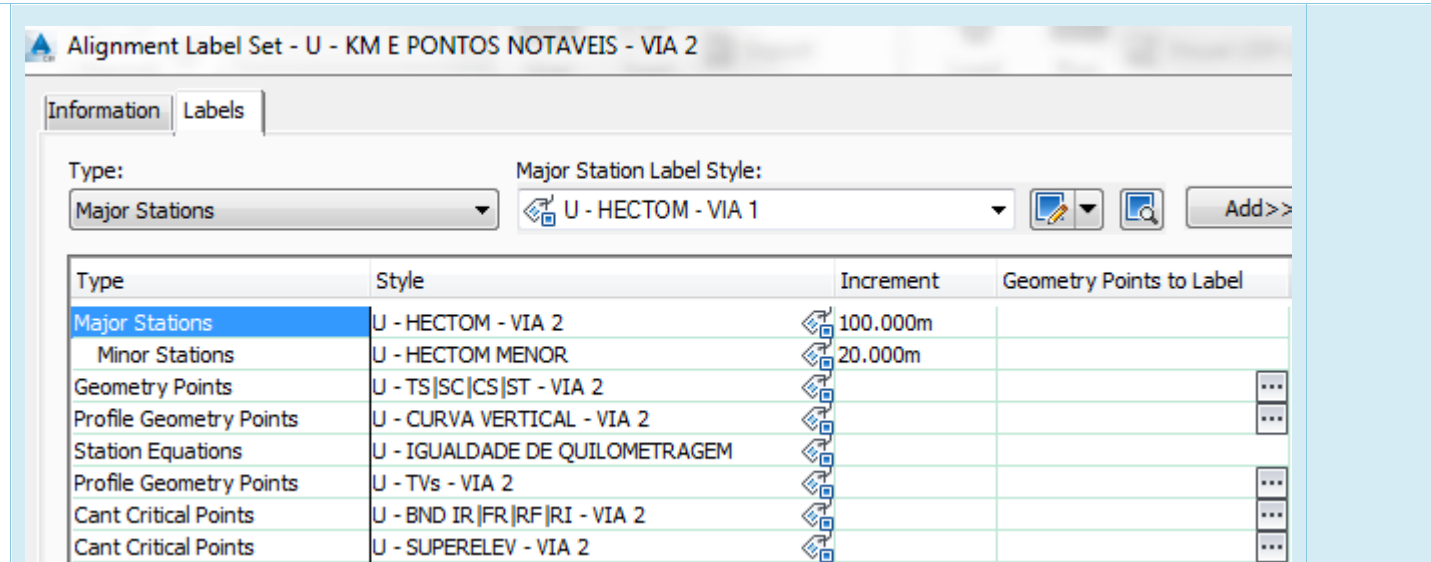 Alignment Label Set - U - KM E PONTOS NOTAVEIS - VIA 2
Information Labels
Type: Major Station Label Style:
Major Stations U - HECTOM - VIA 1 Add>>
Type Style Increment Geometry Points to Label
Major Stations U - HECTOM - VIA 2 100.000m
Minor Stations U - HECTOM MENOR 20.000m
Geometry Points U - TS|SC|CS|ST - VIA 2 ...
Profile Geometry Points U - CURVA VERTICAL - VIA 2 ...
Station Equations U - IGUALDADE DE QUILOMETRAGEM
Profile Geometry Points U - TVs - VIA 2 ...
Cant Critical Points U - BND IR|FR|RF|RI - VIA 2 ...
Cant Critical Points U - SUPERELEV - VIA 2 ...